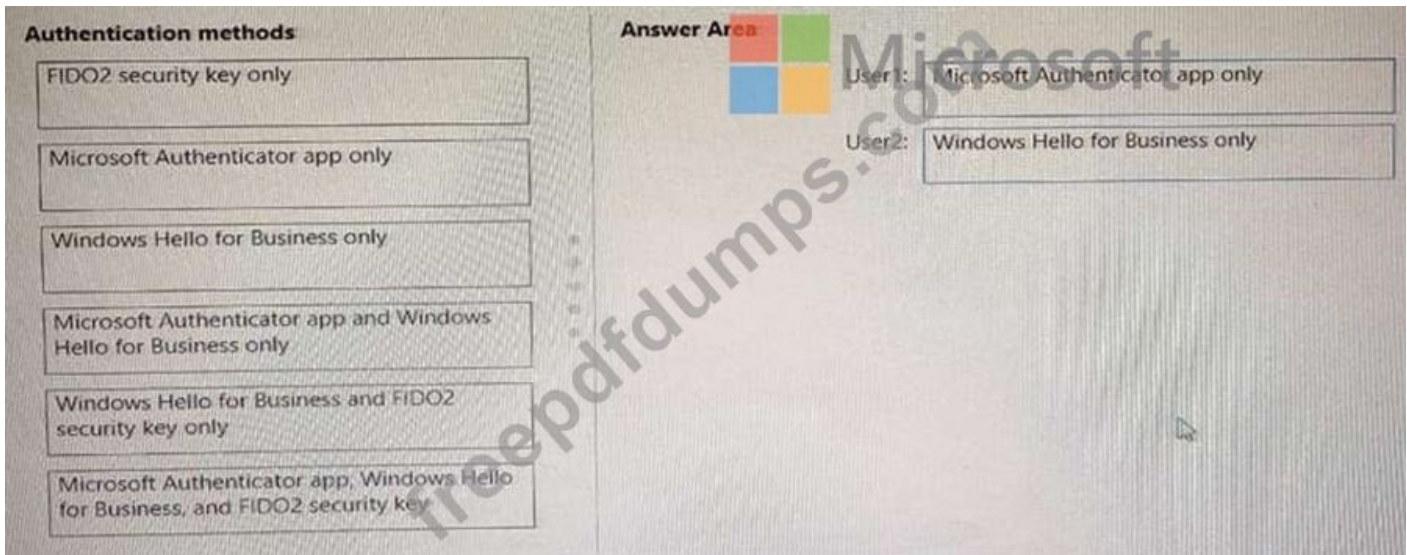 Authentication methods
FIDO2 security key only
Microsoft Authenticator app only
Windows Hello for Business only
Microsoft Authenticator app and Windows
Hello for Business only
Windows Hello for Business and FIDO2
security key only
Microsoft Authenticator app, Windows Hello
for Business, and FIDO2 security key
Answer Area
Microsoft
User1: Microsoft Authenticator app only
User2: Windows Hello for Business only
freepdfdumps.com